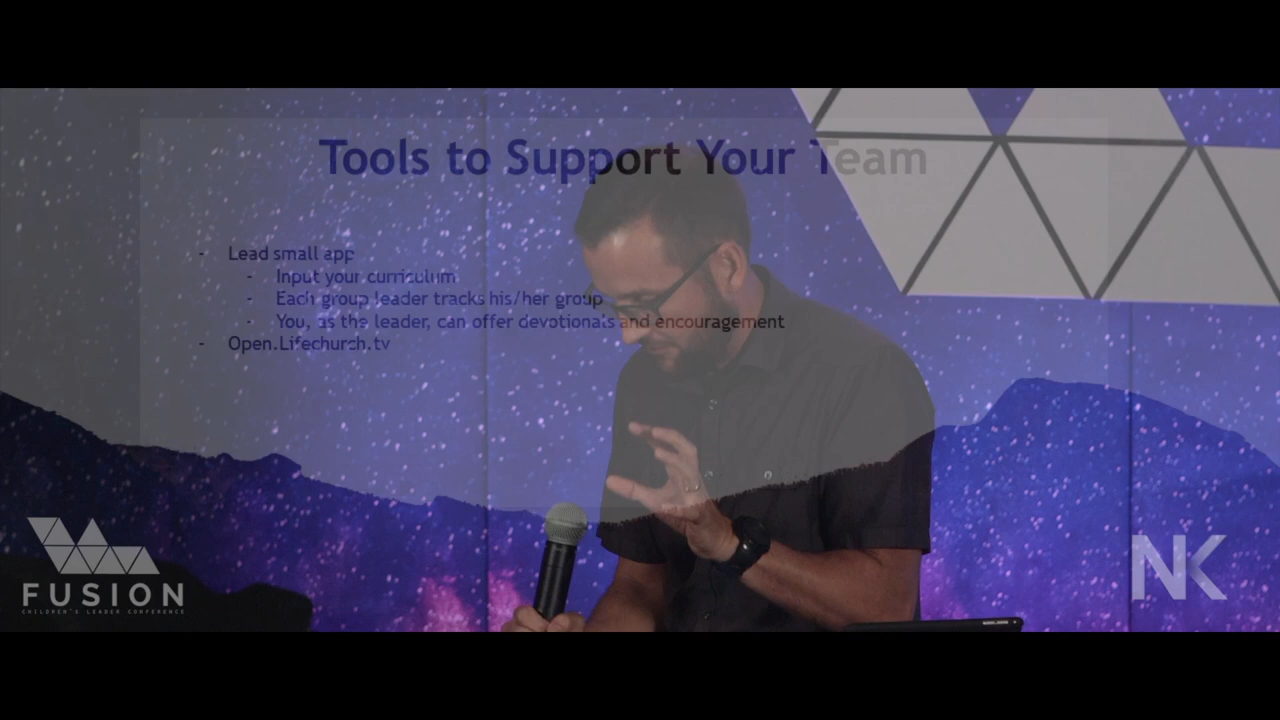 Tools to Support Your Team
- Lead small app
- Input your curriculum
- Each group leader tracks his/her group
- You, as the leader, can offer devotionals and encouragement
- Open.Lifechurch.tv
FUSION
CHILDREN'S LEADER CONFERENCE
NK